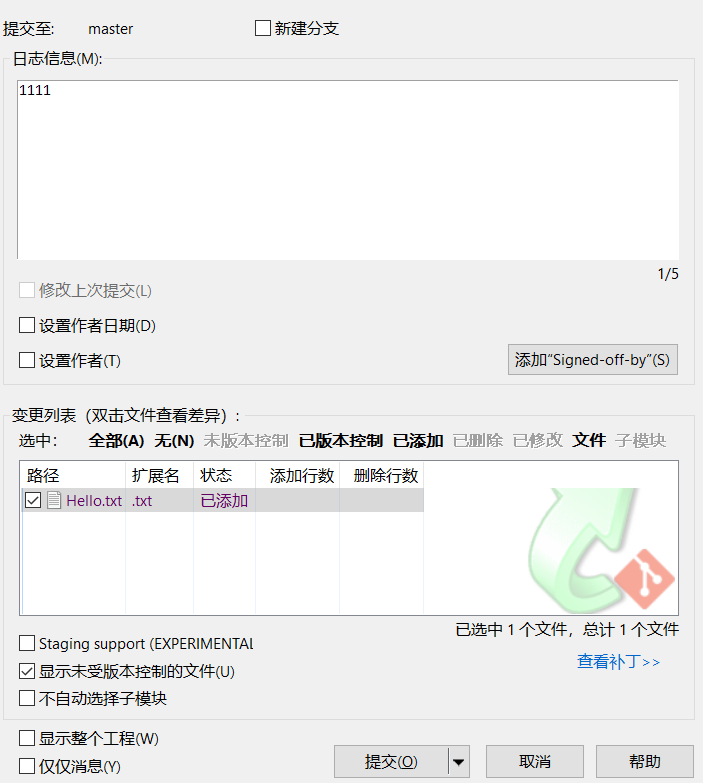 提交至: master 新建分支
日志信息(M):
1111
1/5
修改上次提交(L)
设置作者日期(D)
设置作者(T)
添加“Signed-off-by”(S)
变更列表（双击文件查看差异）:
选中: 全部(A) 无(N) 未版本控制 已版本控制 已添加 已删除 已修改 文件 子模块
路径 扩展名 状态 添加行数 删除行数
Hello.txt .txt 已添加
已选中 1 个文件，总计 1 个文件
Staging support (EXPERIMENTAL
查看补丁>>
显示未受版本控制的文件(U)
不自动选择子模块
显示整个工程(W)
仅仅消息(Y)
提交(O) 取消 帮助